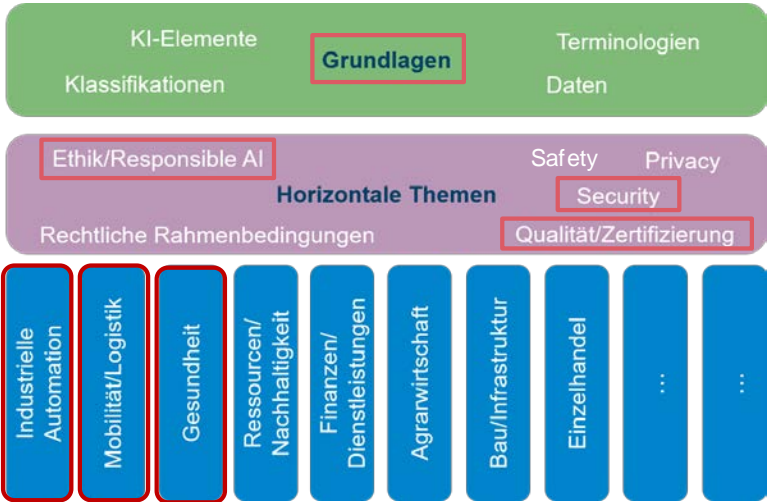 KI-Elemente
Grundlagen
Terminologien
Klassifikationen
Daten
Ethik/Responsible AI
Safety
Privacy
Horizontale Themen
Security
Rechtliche Rahmenbedingungen
Qualität/Zertifizierung
Industrielle
Automation
Mobilität/Logistik
Gesundheit
Ressourcen/
Nachhaltigkeit
Finanzen/
Dienstleistungen
Agrarwirtschaft
Bau/Infrastruktur
Einzelhandel
...
...